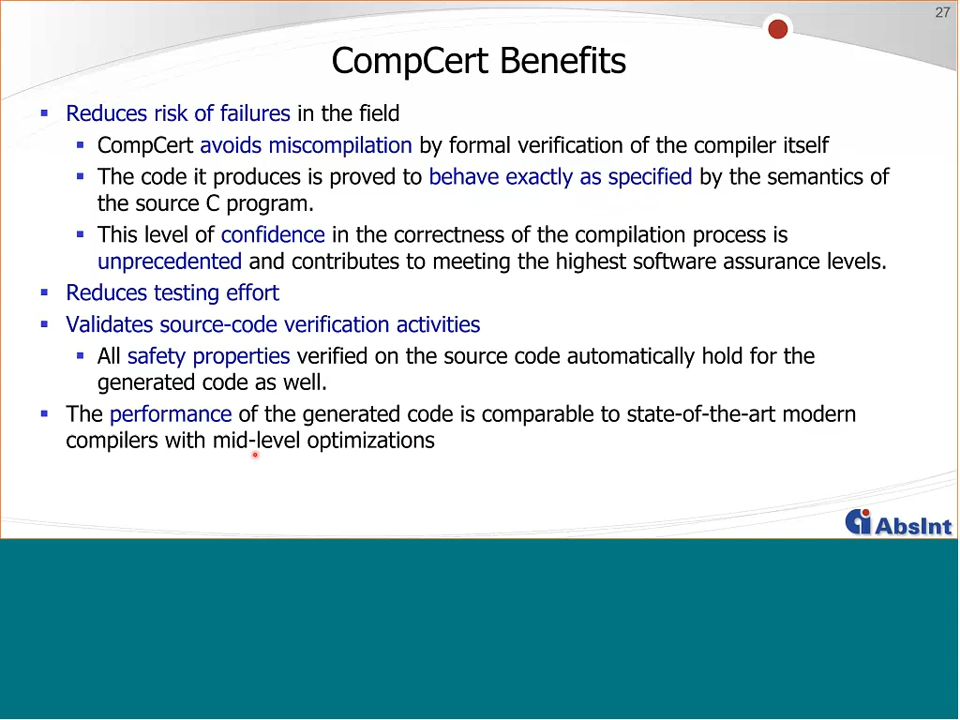 27
CompCert Benefits
Reduces risk of failures in the field
CompCert avoids miscompilation by formal verification of the compiler itself
The code it produces is proved to behave exactly as specified by the semantics of
the source C program.
This level of confidence in the correctness of the compilation process is
unprecedented and contributes to meeting the highest software assurance levels.
Reduces testing effort
Validates source-code verification activities
All safety properties verified on the source code automatically hold for the
generated code as well.
The performance of the generated code is comparable to state-of-the-art modern
compilers with mid-level optimizations
AbsInt